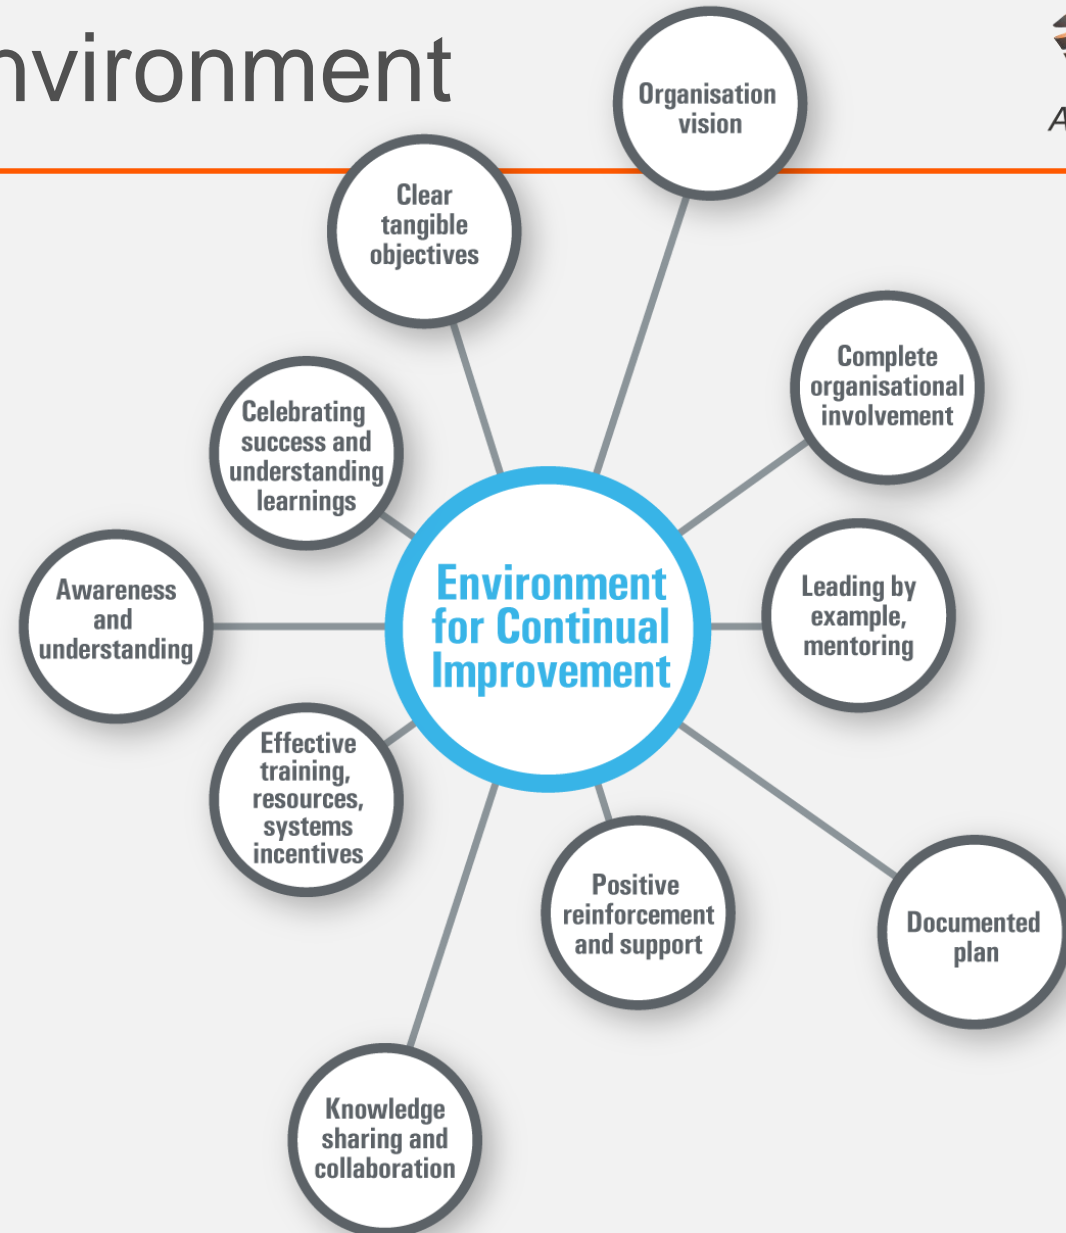 nvironment
A
Organisation
vision
Clear
tangible
objectives
Complete
organisational
involvement
Celebrating
success and
understanding
learnings
Environment
for Continual
Improvement
Leading by
example,
mentoring
Awareness
and
understanding
Effective
training,
resources,
systems
incentives
Positive
reinforcement
and support
Documented
plan
Knowledge
sharing and
collaboration